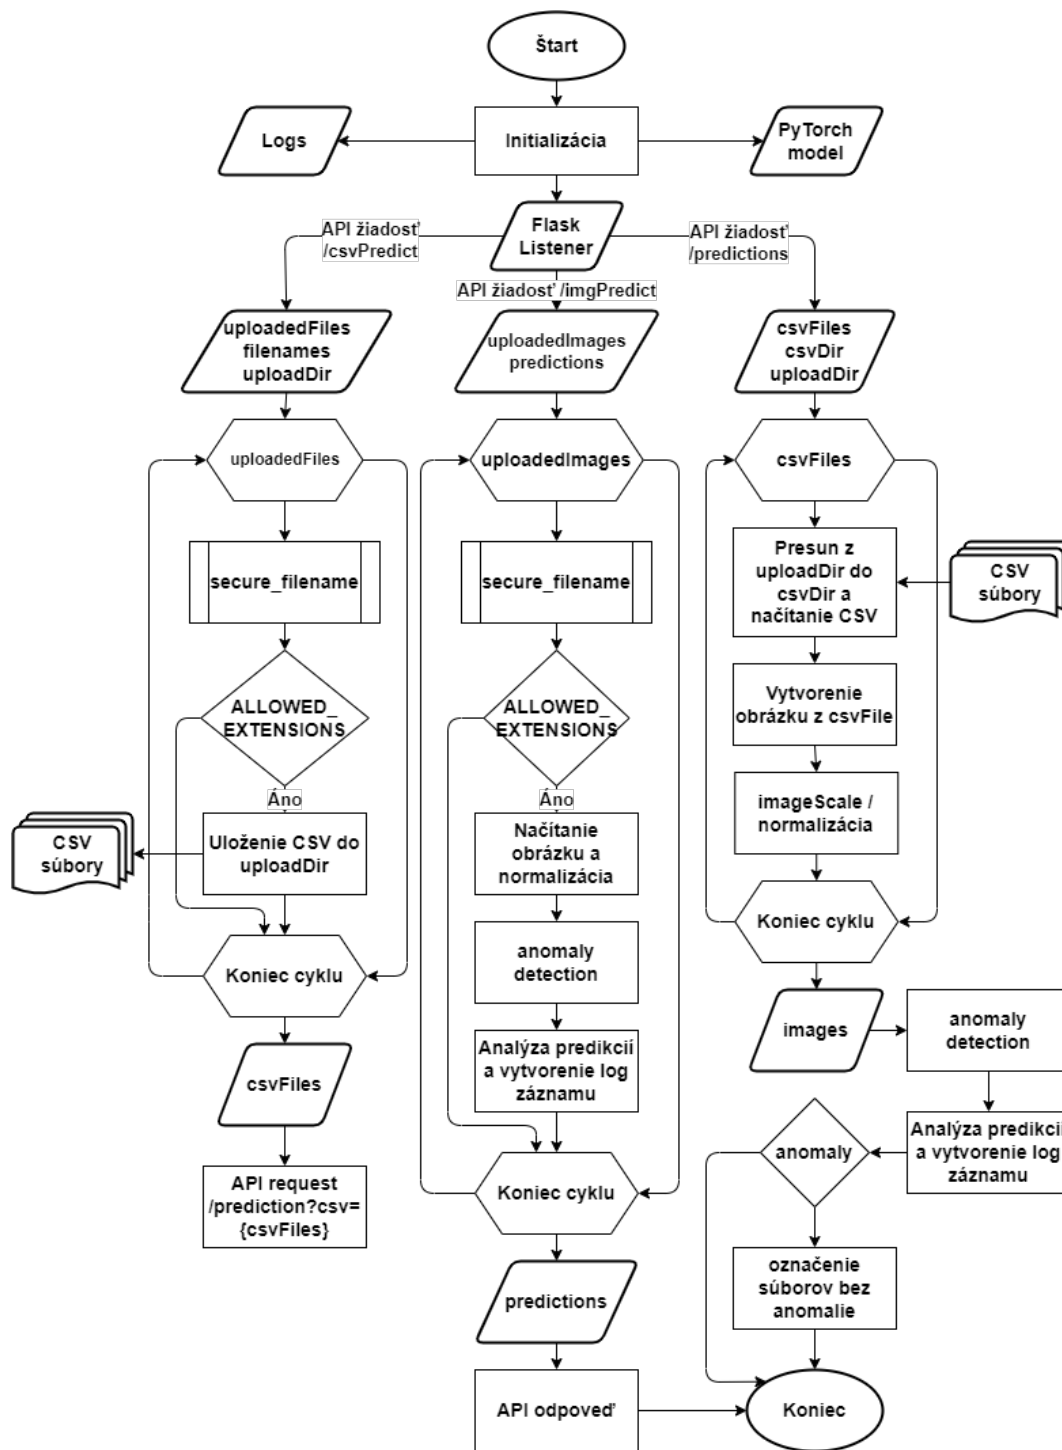 Štart
Logs
Initializácia
PyTorch
model
Flask
Listener
API žiadosť
/csvPredict
API žiadosť /imgPredict
API žiadosť
/predictions
uploadedFiles
filenames
uploadDir
uploadedImages
predictions
csvFiles
csvDir
uploadDir
uploadedFiles
uploadedImages
csvFiles
secure_filename
secure_filename
Presun z
uploadDir do
csvDir a
načítanie CSV
CSV
súbory
ALLOWED_
EXTENSIONS
ALLOWED_
EXTENSIONS
Vytvorenie
obrázku z csvFile
Áno
Áno
imageScale /
normalizácia
CSV
súbory
Uloženie CSV do
uploadDir
Načítanie
obrázku a
normalizácia
Koniec cyklu
Koniec cyklu
anomaly
detection
images
anomaly
detection
csvFiles
Analýza predikcií
a vytvorenie log
záznamu
anomaly
Analýza predikcií
a vytvorenie log
záznamu
API request
/prediction?csv=
{csvFiles}
Koniec cyklu
predictions
označenie
súborov bez
anomalie
API odpoveď
Koniec